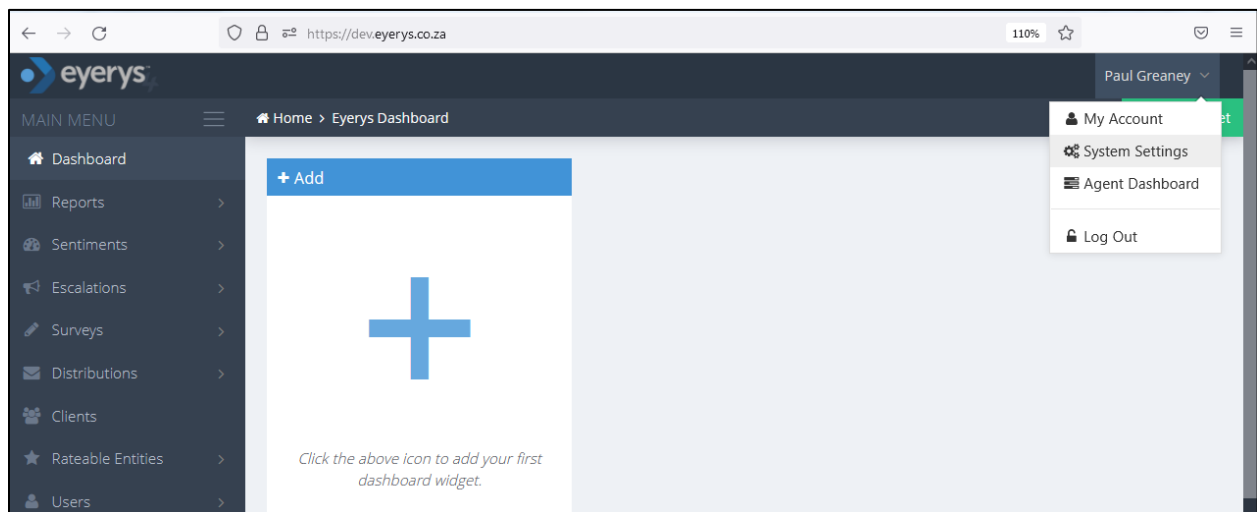 https://dev.eyerys.co.za
110%
eyerys
Paul Greaney
MAIN MENU
Home > Eyerys Dashboard
My Account
System Settings
Agent Dashboard
Log Out
Dashboard
+ Add
Reports
Sentiments
Escalations
Surveys
Distributions
Clients
Rateable Entities
Users
Click the above icon to add your first
dashboard widget.